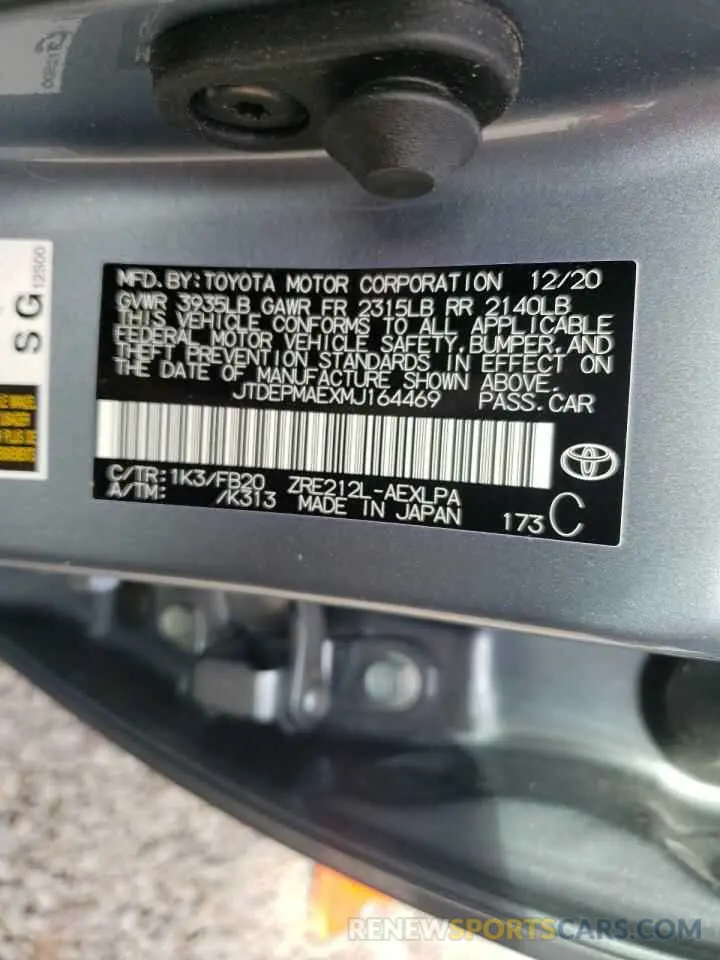 MFD.BY:TOYOTA MOTOR CORPORATION 12/20
GVWR 3935LB GAWR FR 2315LB RR 2140LB
THIS VEHICLE CONFORMS TO ALL APPLICABLE
FEDERAL MOTOR VEHICLE SAFETY, BUMPER, AND
THEFT PREVENTION STANDARDS IN EFFECT ON
THE DATE OF MANUFACTURE SHOWN ABOVE.
JTDEPMAEXMJ164469 PASS.CAR
C/TR:1K3/FB20 ZRE212L-AEXLPA
A/TM: /K313 MADE IN JAPAN 173 C
SG 12S00
RENEWSPORTSCARS.COM